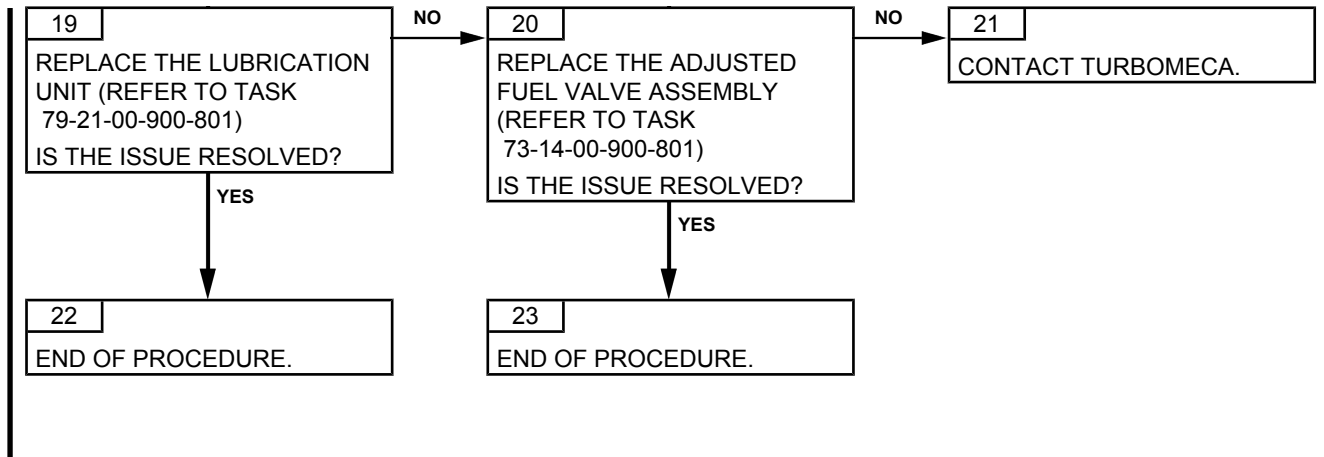 19
REPLACE THE LUBRICATION
UNIT (REFER TO TASK
79-21-00-900-801)
IS THE ISSUE RESOLVED?
NO
20
REPLACE THE ADJUSTED
FUEL VALVE ASSEMBLY
(REFER TO TASK
73-14-00-900-801)
IS THE ISSUE RESOLVED?
NO
21
CONTACT TURBOMECA.
YES
YES
22
END OF PROCEDURE.
23
END OF PROCEDURE.